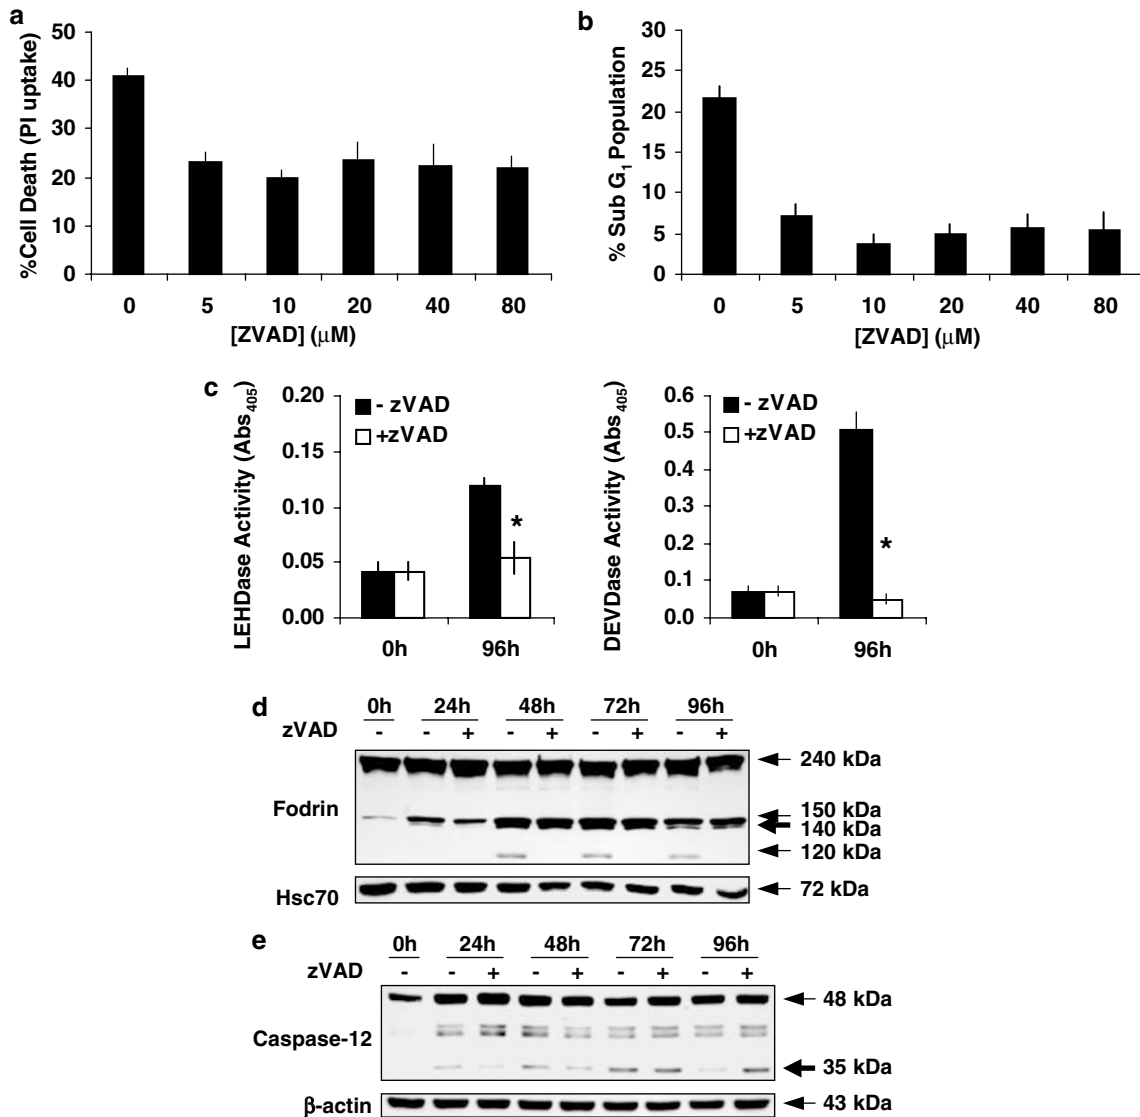 a
50
40
30
20
10
0
%Cell Death (PI uptake)
0 5 10 20 40 80
[ZVAD] (μM)
b
30
25
20
15
10
5
0
% Sub G1 Population
0 5 10 20 40 80
[ZVAD] (μM)
c
0.20
0.15
0.10
0.05
0.00
LEHDase Activity (Abs405)
- zVAD
+zVAD
*
0h 96h
0.6
0.5
0.4
0.3
0.2
0.1
0.0
DEVDase Activity (Abs405)
- zVAD
+zVAD
*
0h 96h
d
0h 24h 48h 72h 96h
zVAD - - + - + - + - +
Fodrin
240 kDa
150 kDa
140 kDa
120 kDa
Hsc70
72 kDa
e
0h 24h 48h 72h 96h
zVAD - - + - + - + - +
Caspase-12
48 kDa
35 kDa
β-actin
43 kDa